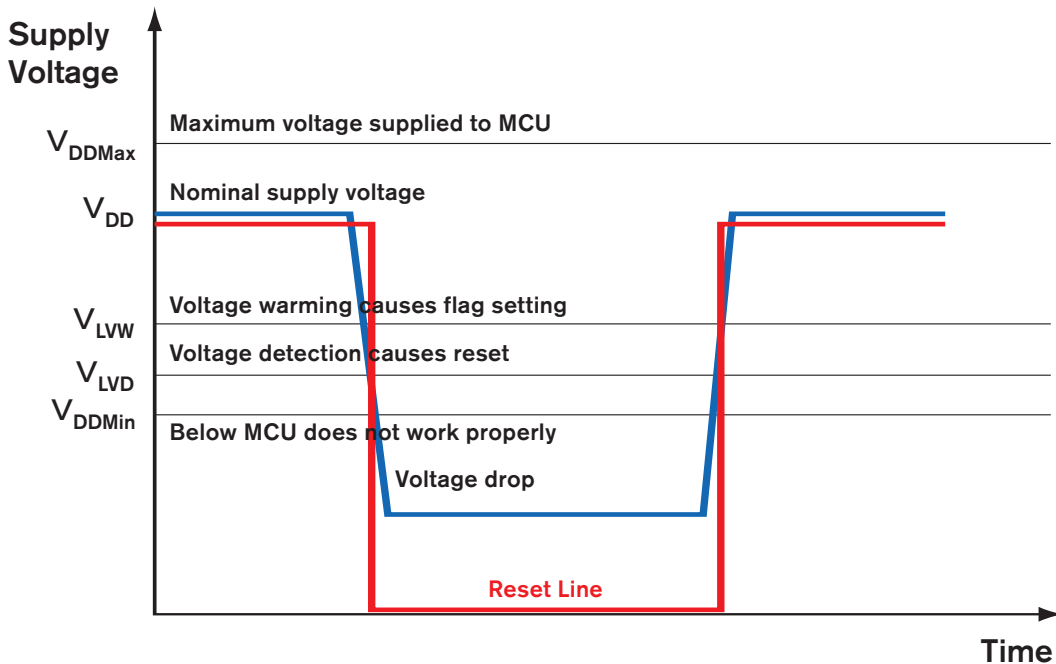 Supply
Voltage
Maximum voltage supplied to MCU
VDDMax
Nominal supply voltage
VDD
Voltage warming causes flag setting
VLVW
Voltage detection causes reset
VLVD
VDDMin
Below MCU does not work properly
Voltage drop
Reset Line
Time